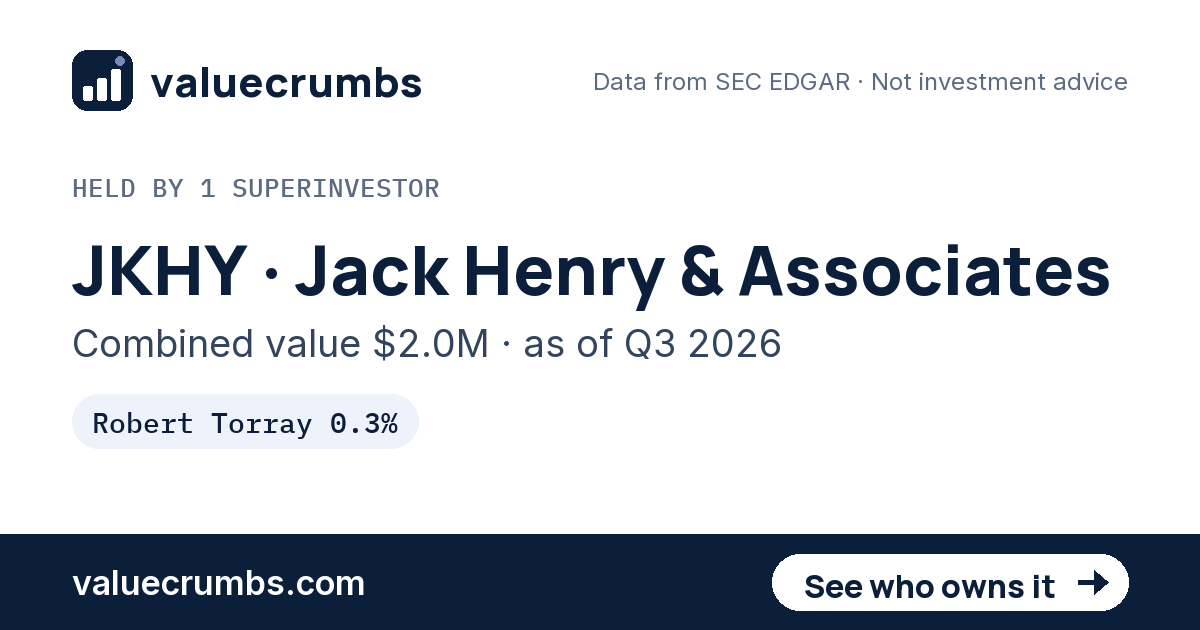 valuecrumbs
Data from SEC EDGAR · Not investment advice
HELD BY 1 SUPERINVESTOR
JKHY · Jack Henry & Associates
Combined value $2.0M · as of Q3 2026
Robert Torray 0.3%
valuecrumbs.com
See who owns it →